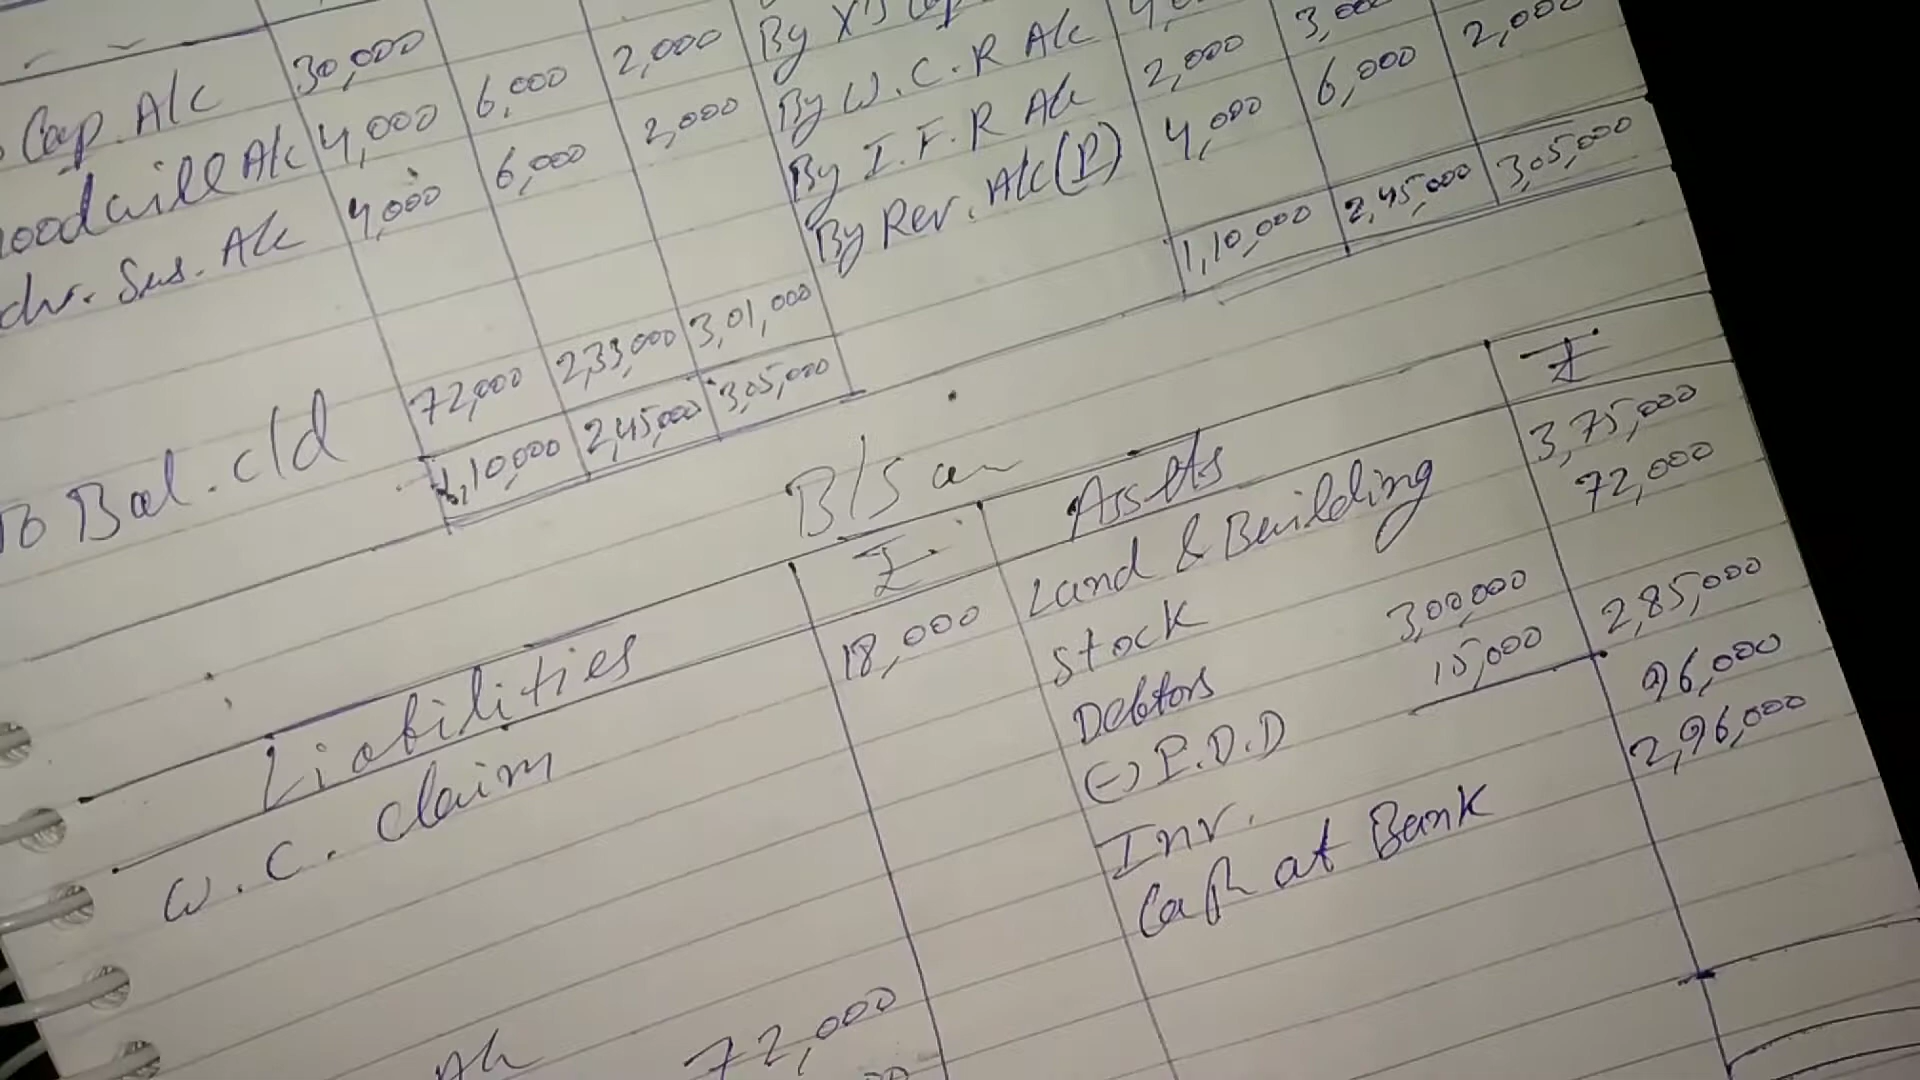 Cap. A/c 30,000
Goodwill A/c 4,000 6,000 2,000
Adv. Sus. A/c 4,000 6,000 2,000
To Bal. c/d 72,000 2,33,000 3,01,000
1,10,000 2,45,000 3,05,000
By X's Cap
By W.C.R A/c 3,000
By I.F.R A/c 2,000 2,000
By Rev. A/c (P) 4,000 6,000
1,10,000 2,45,000 3,05,000
B/S
Liabilities ₹ Assets ₹
W.C. claim 18,000 Land & Building 3,75,000
Stock 72,000
Debtors 3,00,000
(-) P.D.D 15,000 2,85,000
Inv. 96,000
Cash at Bank 2,96,000
A/c 72,000